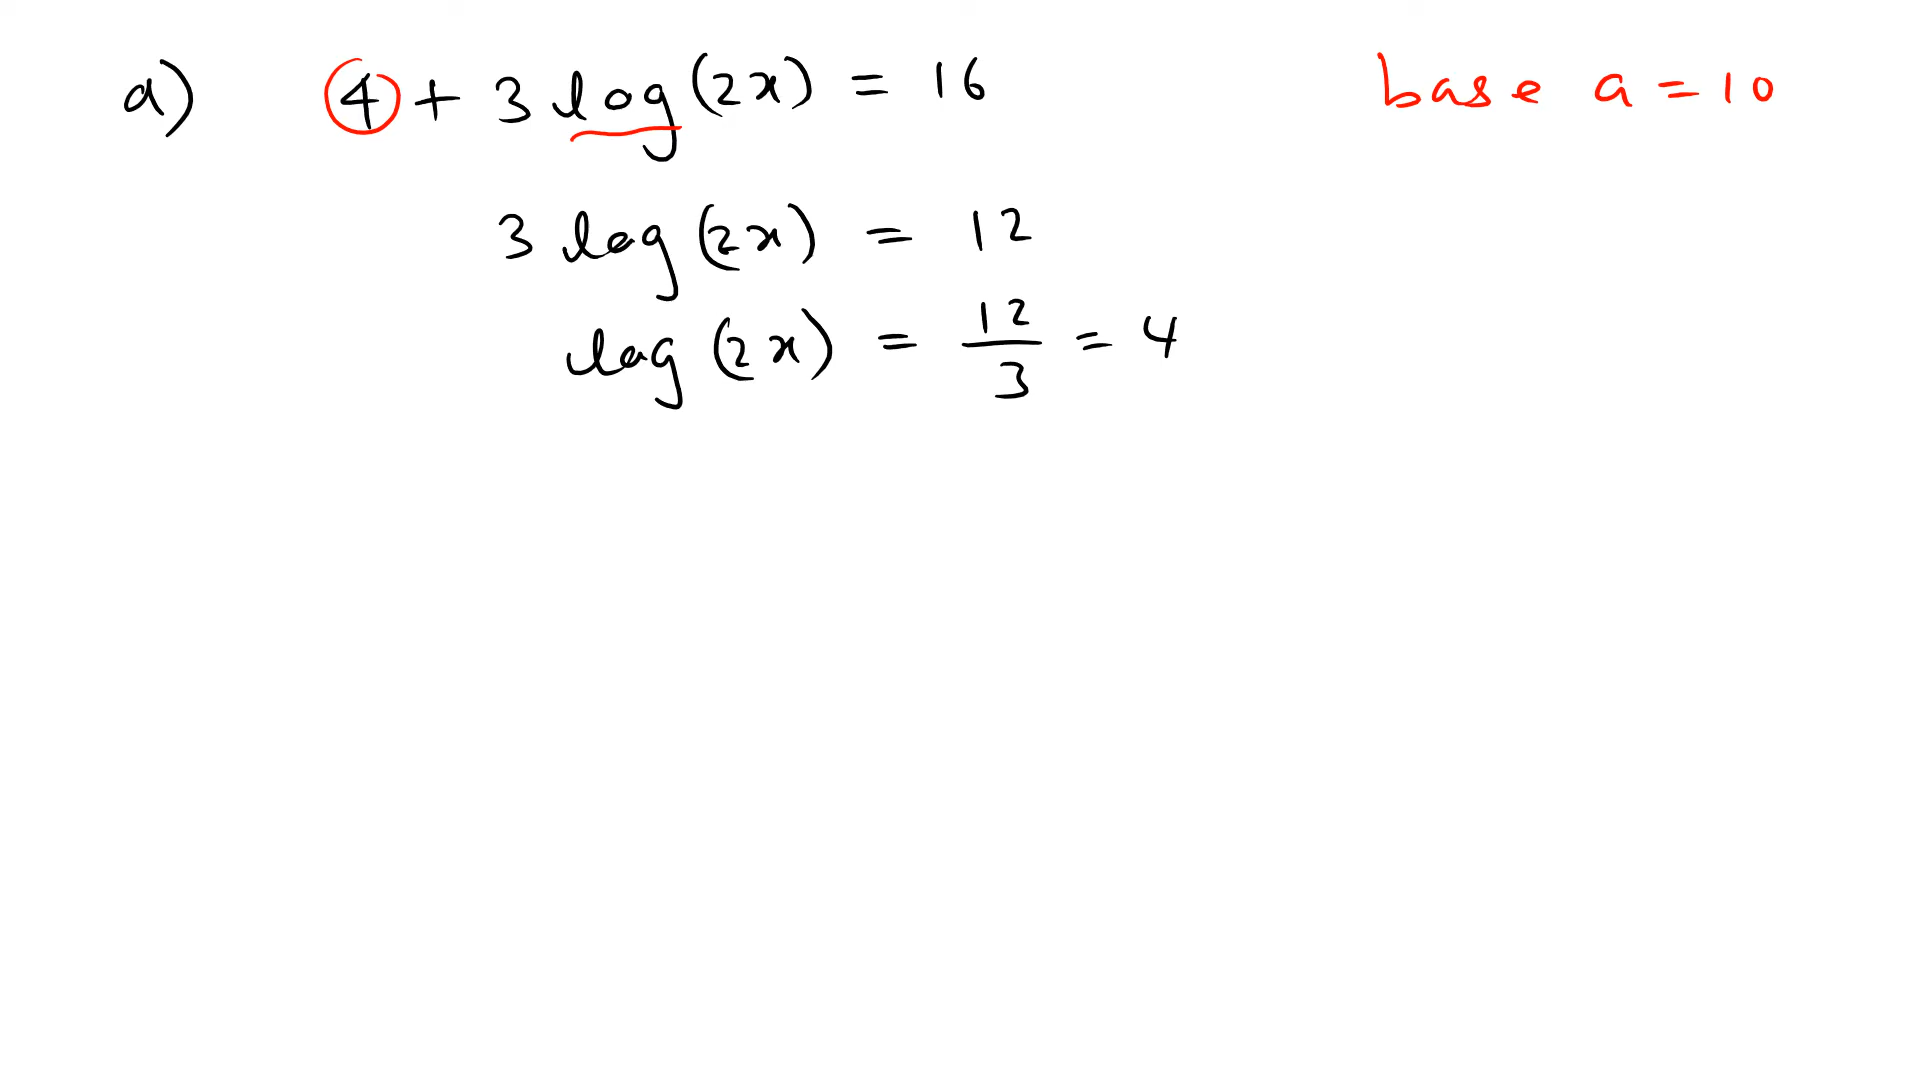 a) 4 + 3 log (2x) = 16 base a = 10
3 log (2x) = 12
log (2x) = 12/3 = 4